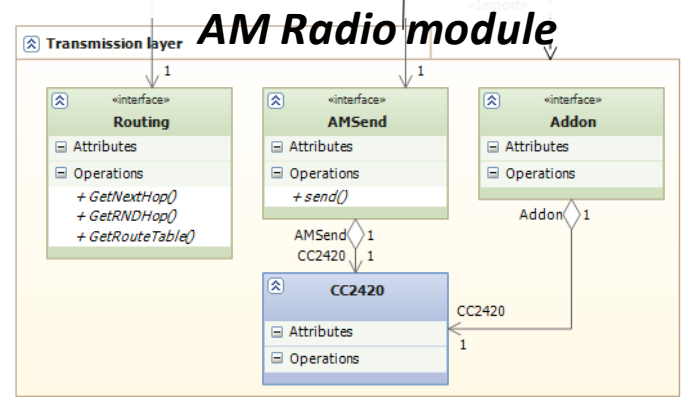 «Import»
AM Radio module
Transmission layer
1
1
«interface»
Routing
Attributes
Operations
+ GetNextHop()
+ GetRNDHop()
+ GetRouteTable()
«interface»
AMSend
Attributes
Operations
+ send()
«interface»
Addon
Attributes
Operations
AMSend 1
CC2420 1
Addon 1
CC2420
Attributes
Operations
CC2420
1